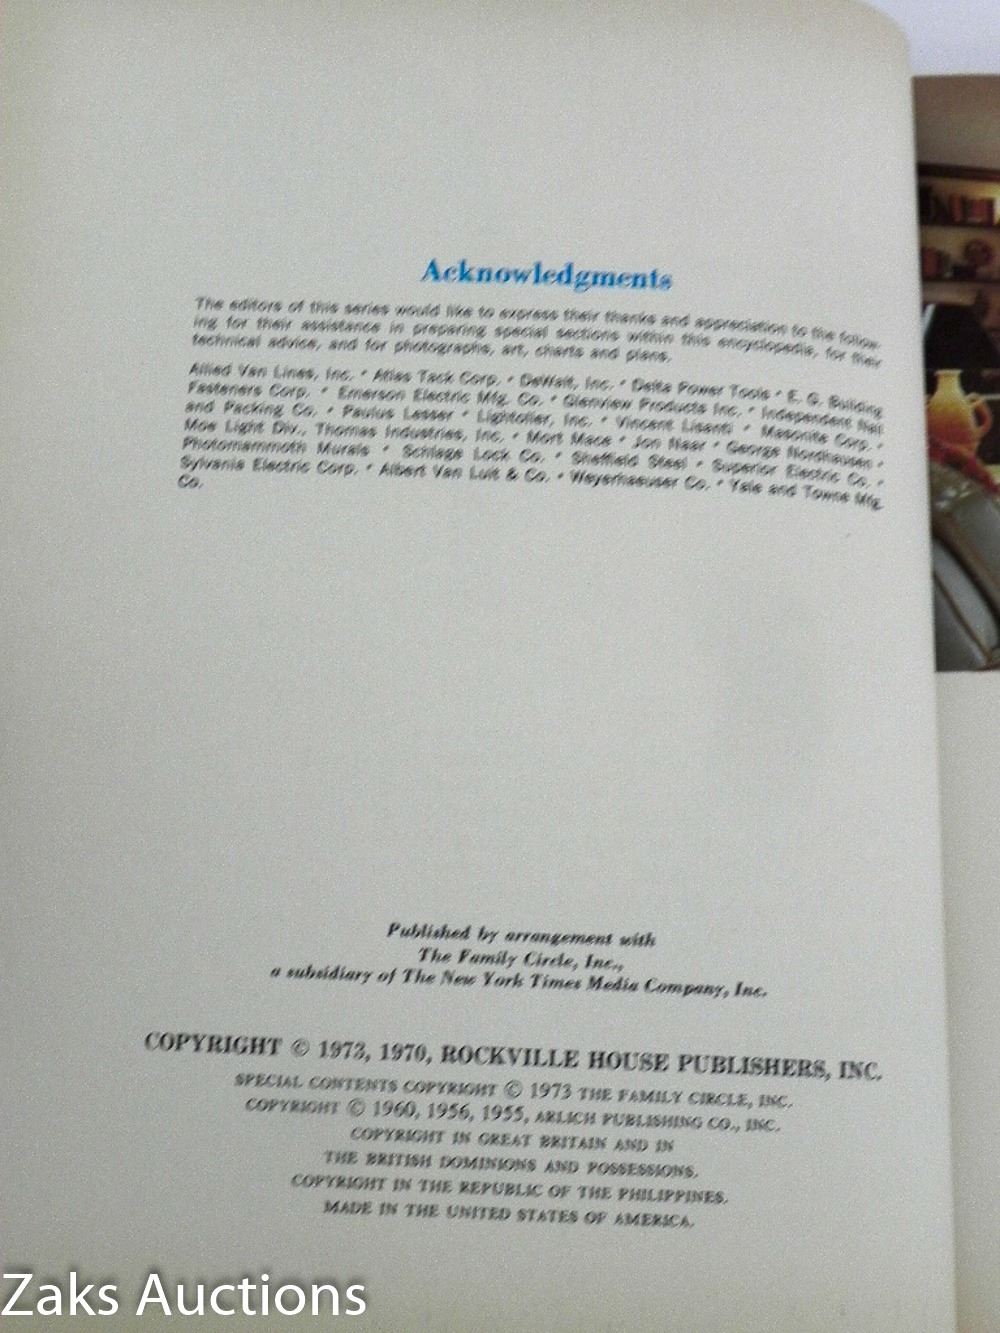 Acknowledgments
The editors of this series would like to express their thanks and appreciation to the follow-
ing for their assistance in preparing special sections within this encyclopedia, for their
technical advice, and for photographs, art, charts and plans.
Allied Van Lines, Inc. • Atlas Tack Corp. • DeWalt, Inc. • Delta Power Tools • E. G. Building
Fasteners Corp. • Emerson Electric Mfg. Co. • Glenview Products Inc. • Independent Nail
and Packing Co. • Paulus Lesser • Lightolier, Inc. • Vincent Lisanti • Masonite Corp. •
Moe Light Div., Thomas Industries, Inc. • Mort Mace • Jon Naar • George Nordhausen •
Photomammoth Murals • Schlage Lock Co. • Sheffield Steel • Superior Electric Co. •
Sylvania Electric Corp. • Albert Van Luit & Co. • Weyerhaeuser Co. • Yale and Towne Mfg.
Co.
Published by arrangement with
The Family Circle, Inc.,
a subsidiary of The New York Times Media Company, Inc.
COPYRIGHT © 1973, 1970, ROCKVILLE HOUSE PUBLISHERS, INC.
SPECIAL CONTENTS COPYRIGHT © 1973 THE FAMILY CIRCLE, INC.
COPYRIGHT © 1960, 1956, 1955, ARLICH PUBLISHING CO., INC.
COPYRIGHT IN GREAT BRITAIN AND IN
THE BRITISH DOMINIONS AND POSSESSIONS.
COPYRIGHT IN THE REPUBLIC OF THE PHILIPPINES.
MADE IN THE UNITED STATES OF AMERICA.
Zaks Auctions